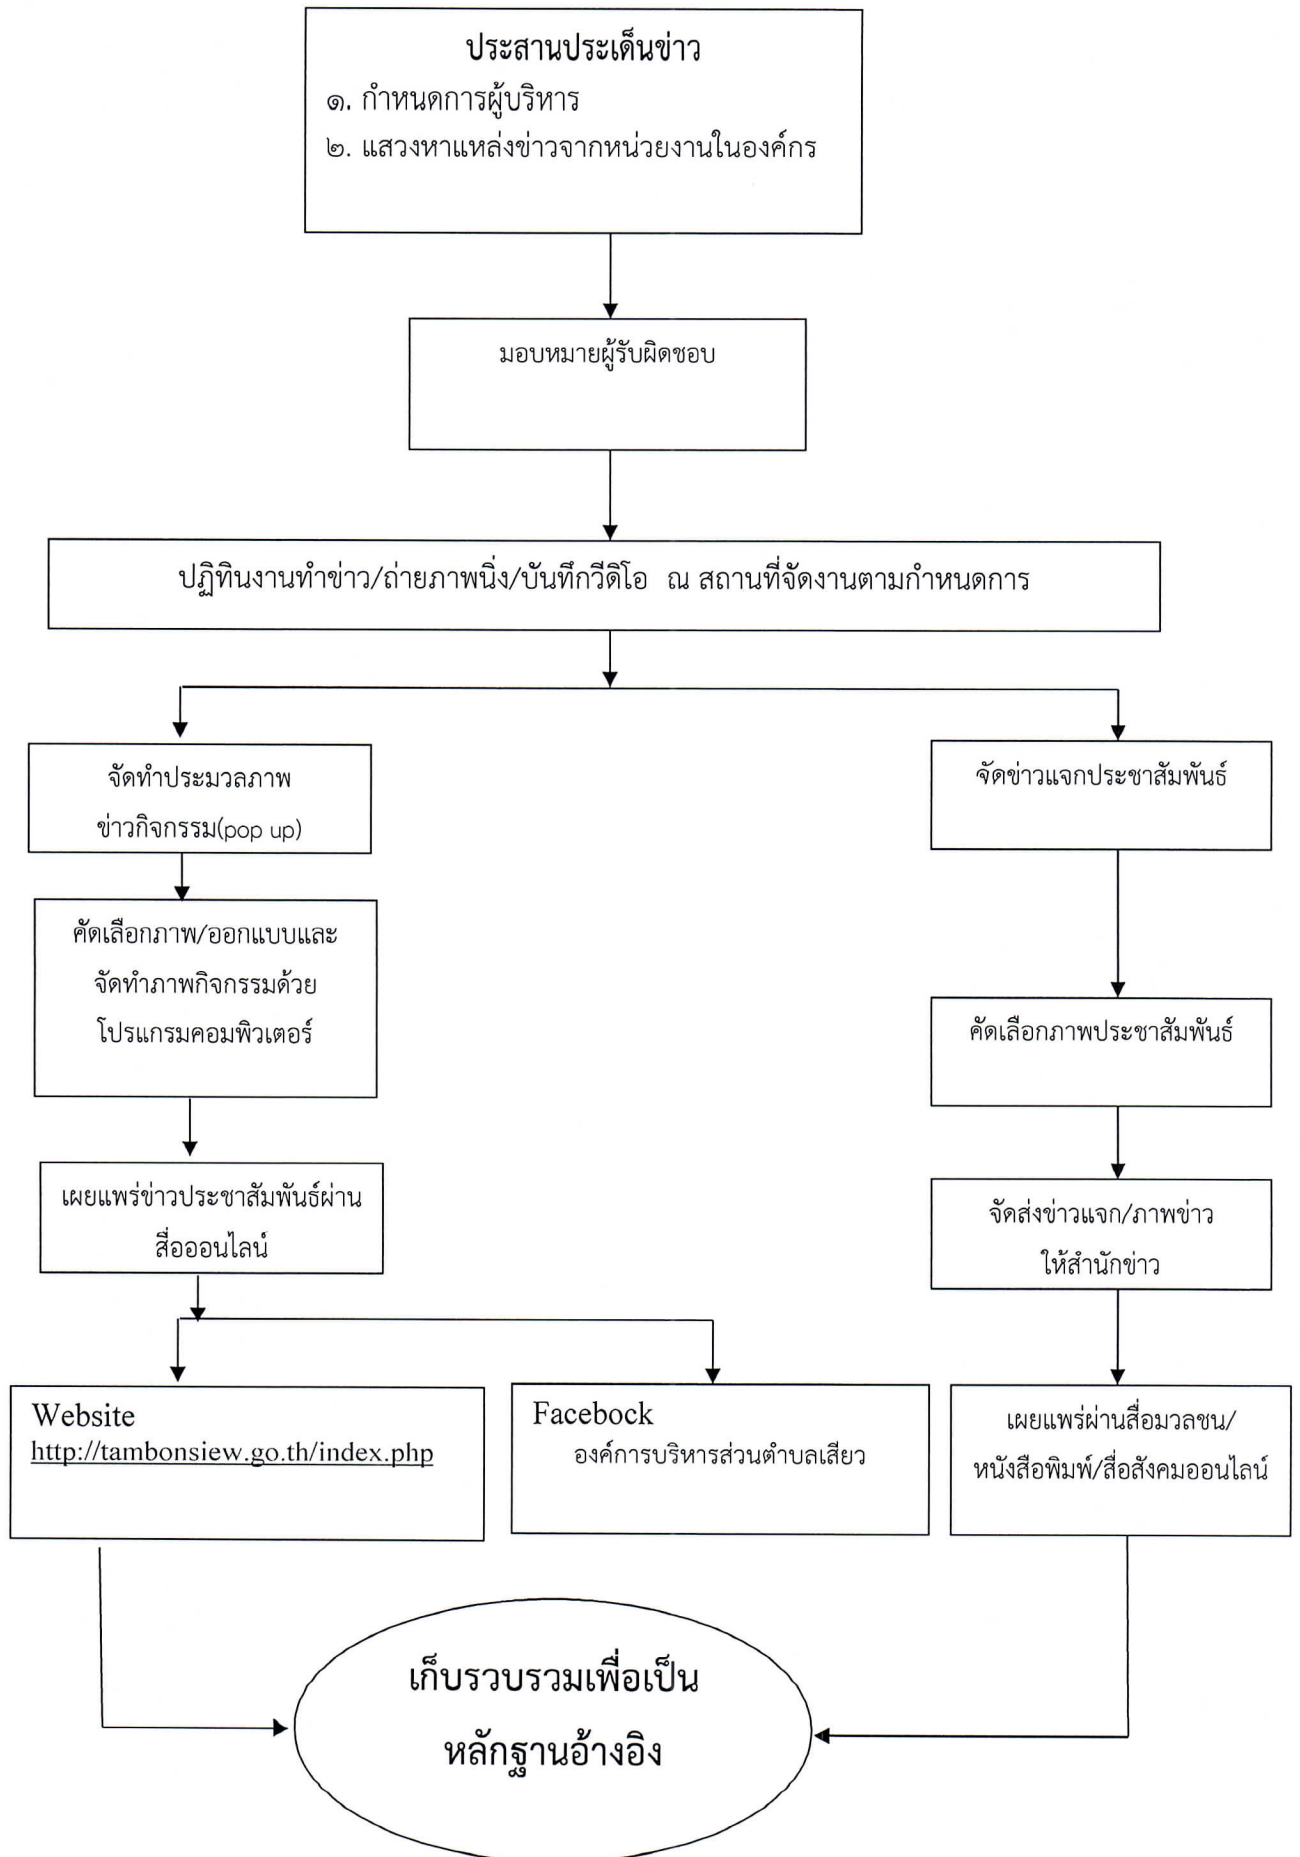 ประสานประเด็นข่าว
๑. กำหนดการผู้บริหาร
๒. แสวงหาแหล่งข่าวจากหน่วยงานในองค์กร
มอบหมายผู้รับผิดชอบ
ปฏิทินงานทำข่าว/ถ่ายภาพนิ่ง/บันทึกวีดิโอ ณ สถานที่จัดงานตามกำหนดการ
จัดทำประมวลภาพ
ข่าวกิจกรรม(pop up)
คัดเลือกภาพ/ออกแบบและ
จัดทำภาพกิจกรรมด้วย
โปรแกรมคอมพิวเตอร์
เผยแพร่ข่าวประชาสัมพันธ์ผ่าน
สื่อออนไลน์
จัดข่าวแจกประชาสัมพันธ์
คัดเลือกภาพประชาสัมพันธ์
จัดส่งข่าวแจก/ภาพข่าว
ให้สำนักข่าว
Website
http://tambonsiew.go.th/index.php
Facebock
องค์การบริหารส่วนตำบลเสียว
เผยแพร่ผ่านสื่อมวลชน/
หนังสือพิมพ์/สื่อสังคมออนไลน์
เก็บรวบรวมเพื่อเป็น
หลักฐานอ้างอิง